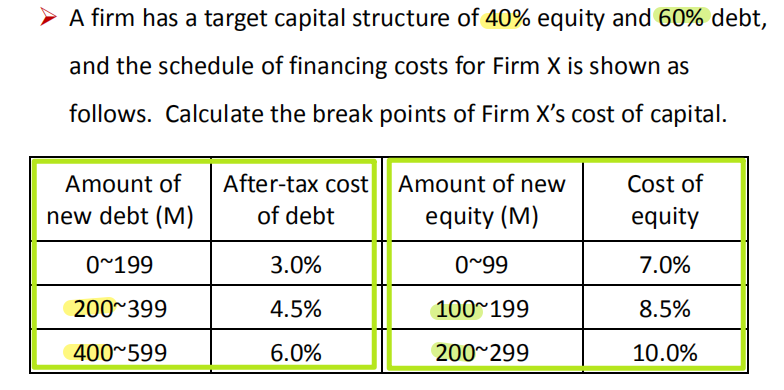 ➢ A firm has a target capital structure of 40% equity and 60% debt,
and the schedule of financing costs for Firm X is shown as
follows. Calculate the break points of Firm X’s cost of capital.
Amount of new debt (M) After-tax cost of debt Amount of new equity (M) Cost of equity
0~199 3.0% 0~99 7.0%
200~399 4.5% 100~199 8.5%
400~599 6.0% 200~299 10.0%